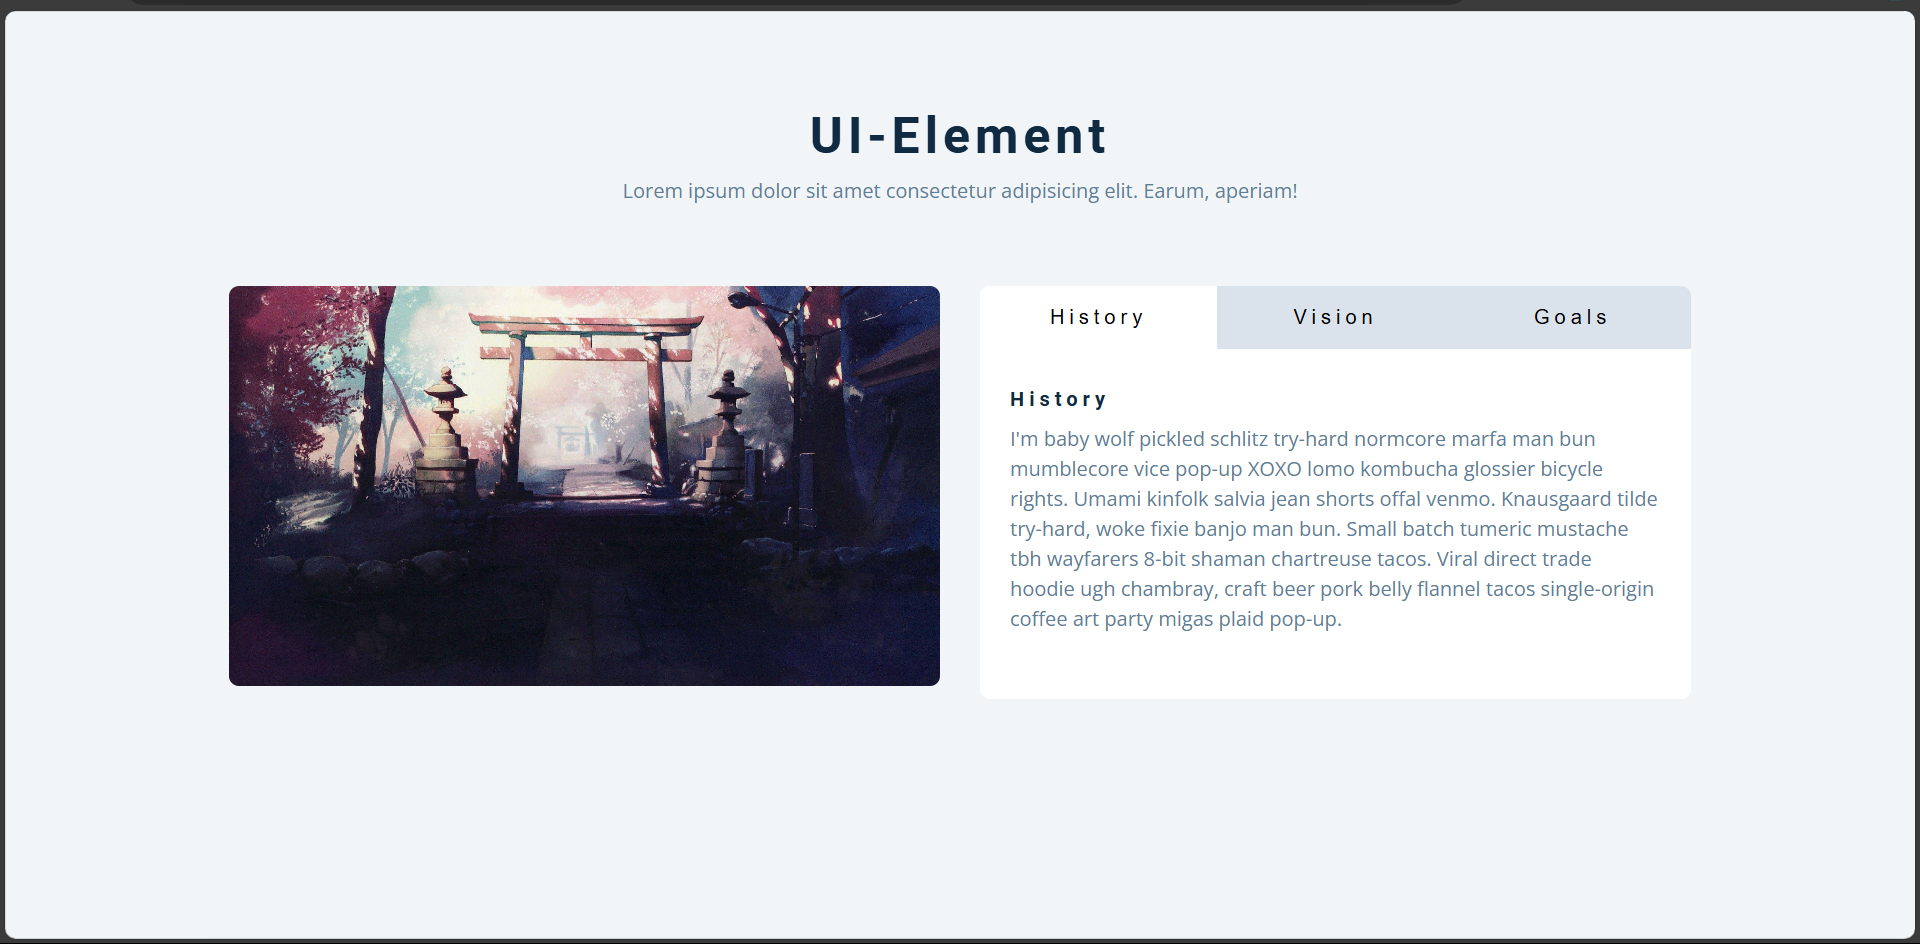 UI-Element
Lorem ipsum dolor sit amet consectetur adipisicing elit. Earum, aperiam!
History Vision Goals
History
I'm baby wolf pickled schlitz try-hard normcore marfa man bun
mumblecore vice pop-up XOXO lomo kombucha glossier bicycle
rights. Umami kinfolk salvia jean shorts offal venmo. Knausgaard tilde
try-hard, woke fixie banjo man bun. Small batch tumeric mustache
tbh wayfarers 8-bit shaman chartreuse tacos. Viral direct trade
hoodie ugh chambray, craft beer pork belly flannel tacos single-origin
coffee art party migas plaid pop-up.